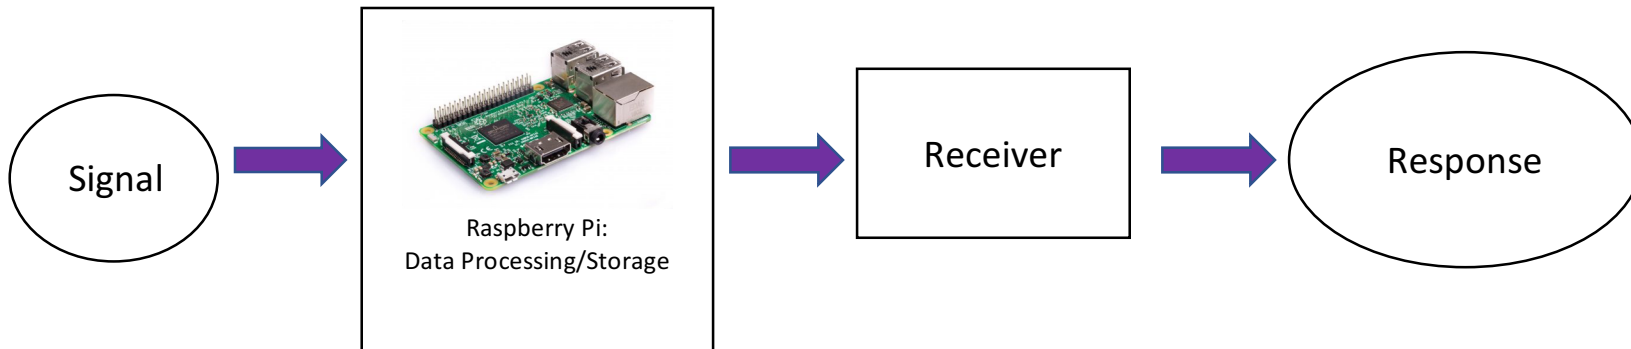 Signal
Raspberry Pi:
Data Processing/Storage
Receiver
Response